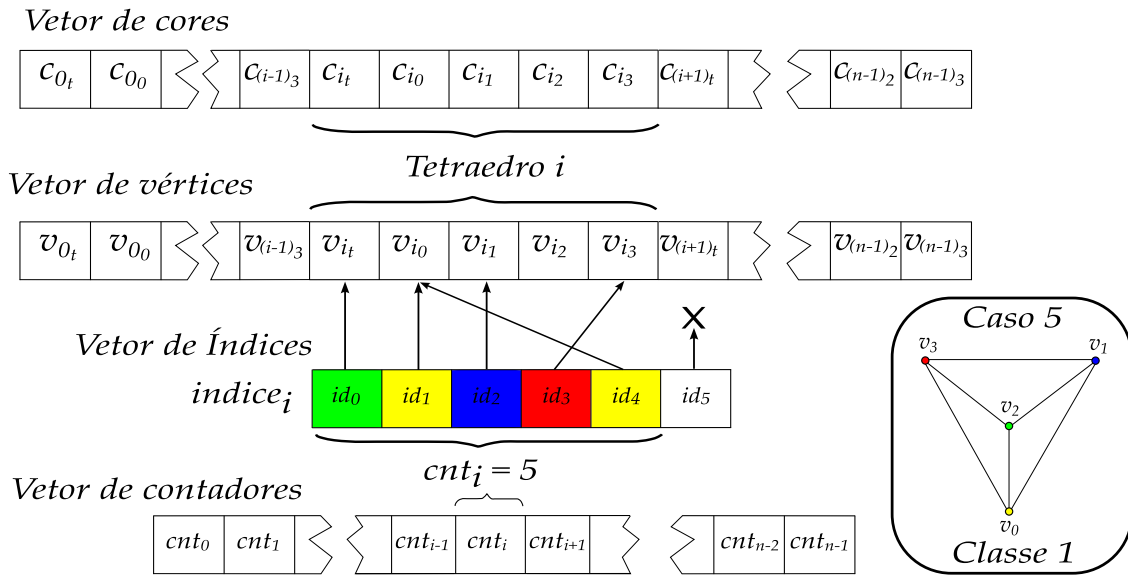 Vetor de cores
c0t c00 c(i-1)3 cit ci0 ci1 ci2 ci3 c(i+1)t c(n-1)2 c(n-1)3
Tetraedro i
Vetor de vértices
v0t v00 v(i-1)3 vit vi0 vi1 vi2 vi3 v(i+1)t v(n-1)2 v(n-1)3
X
Vetor de Índices
indicei id0 id1 id2 id3 id4 id5
cnti = 5
Vetor de contadores
cnt0 cnt1 cnti-1 cnti cnti+1 cntn-2 cntn-1
Caso 5
v3 v1
v2
v0
Classe 1